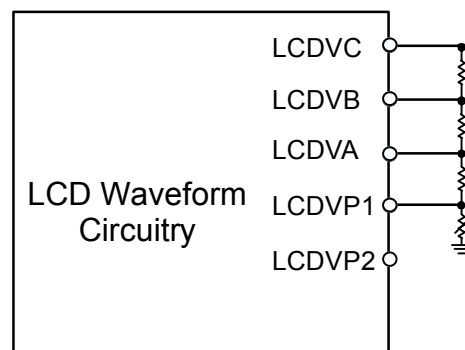 LCDVC
LCDVB
LCDVA
LCD Waveform
Circuitry
LCDVP1
LCDVP2